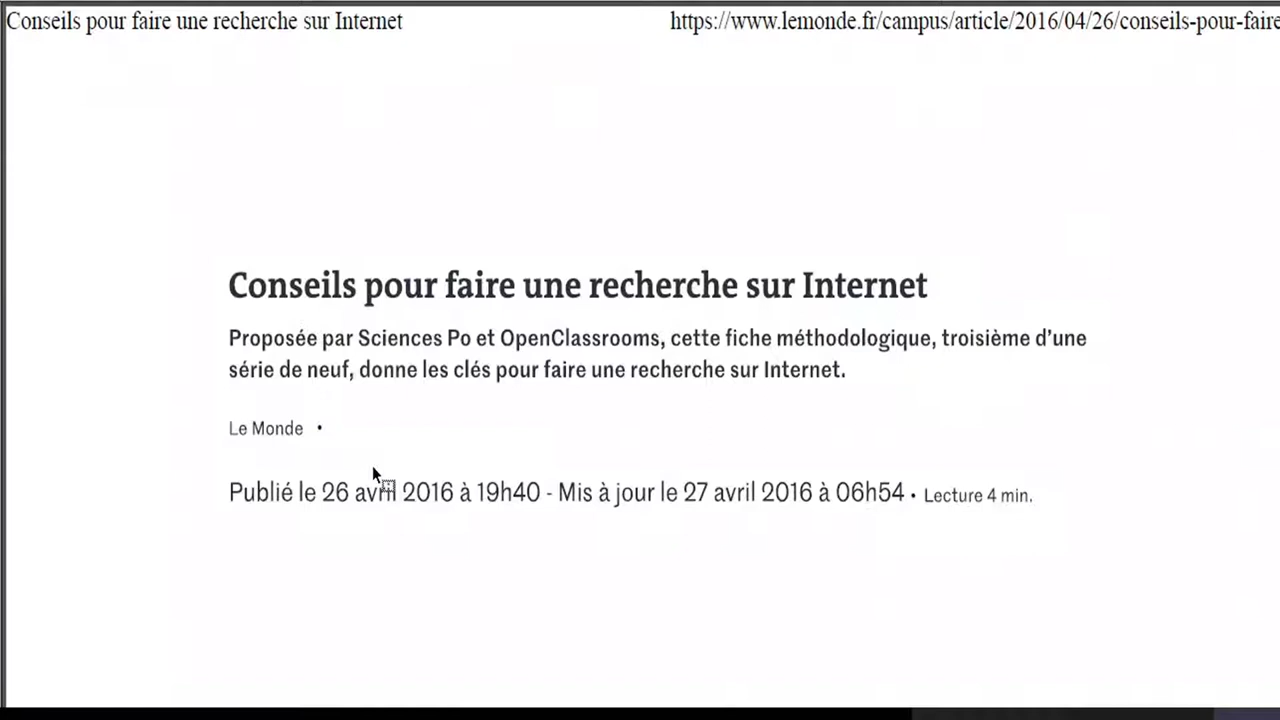 Conseils pour faire une recherche sur Internet https://www.lemonde.fr/campus/article/2016/04/26/conseils-pour-faire
Conseils pour faire une recherche sur Internet
Proposée par Sciences Po et OpenClassrooms, cette fiche méthodologique, troisième d’une
série de neuf, donne les clés pour faire une recherche sur Internet.
Le Monde •
Publié le 26 avril 2016 à 19h40 - Mis à jour le 27 avril 2016 à 06h54 • Lecture 4 min.